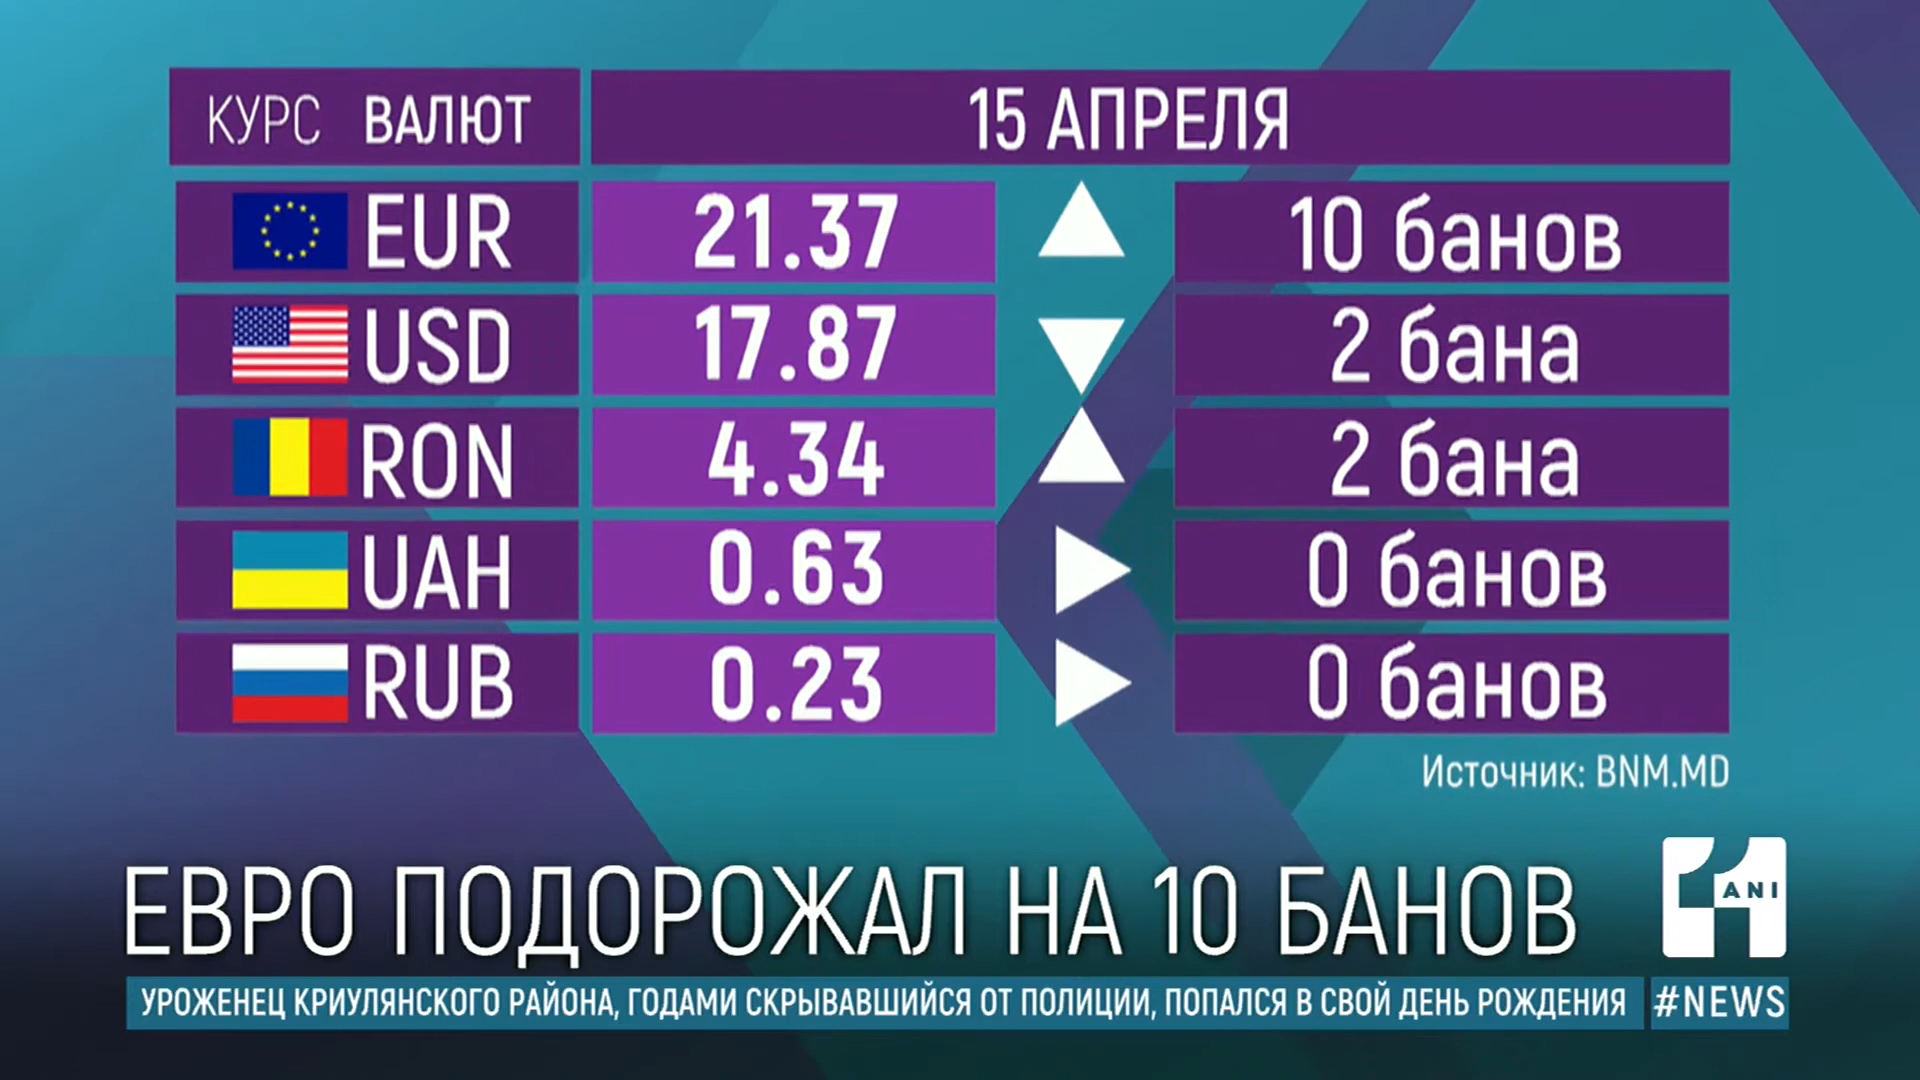 КУРС ВАЛЮТ 15 АПРЕЛЯ
EUR 21.37 10 банов
USD 17.87 2 бана
RON 4.34 2 бана
UAH 0.63 0 банов
RUB 0.23 0 банов
Источник: BNM.MD
ЕВРО ПОДОРОЖАЛ НА 10 БАНОВ
11 ANI
УРОЖЕНЕЦ КРИУЛЯНСКОГО РАЙОНА, ГОДАМИ СКРЫВАВШИЙСЯ ОТ ПОЛИЦИИ, ПОПАЛСЯ В СВОЙ ДЕНЬ РОЖДЕНИЯ #NEWS